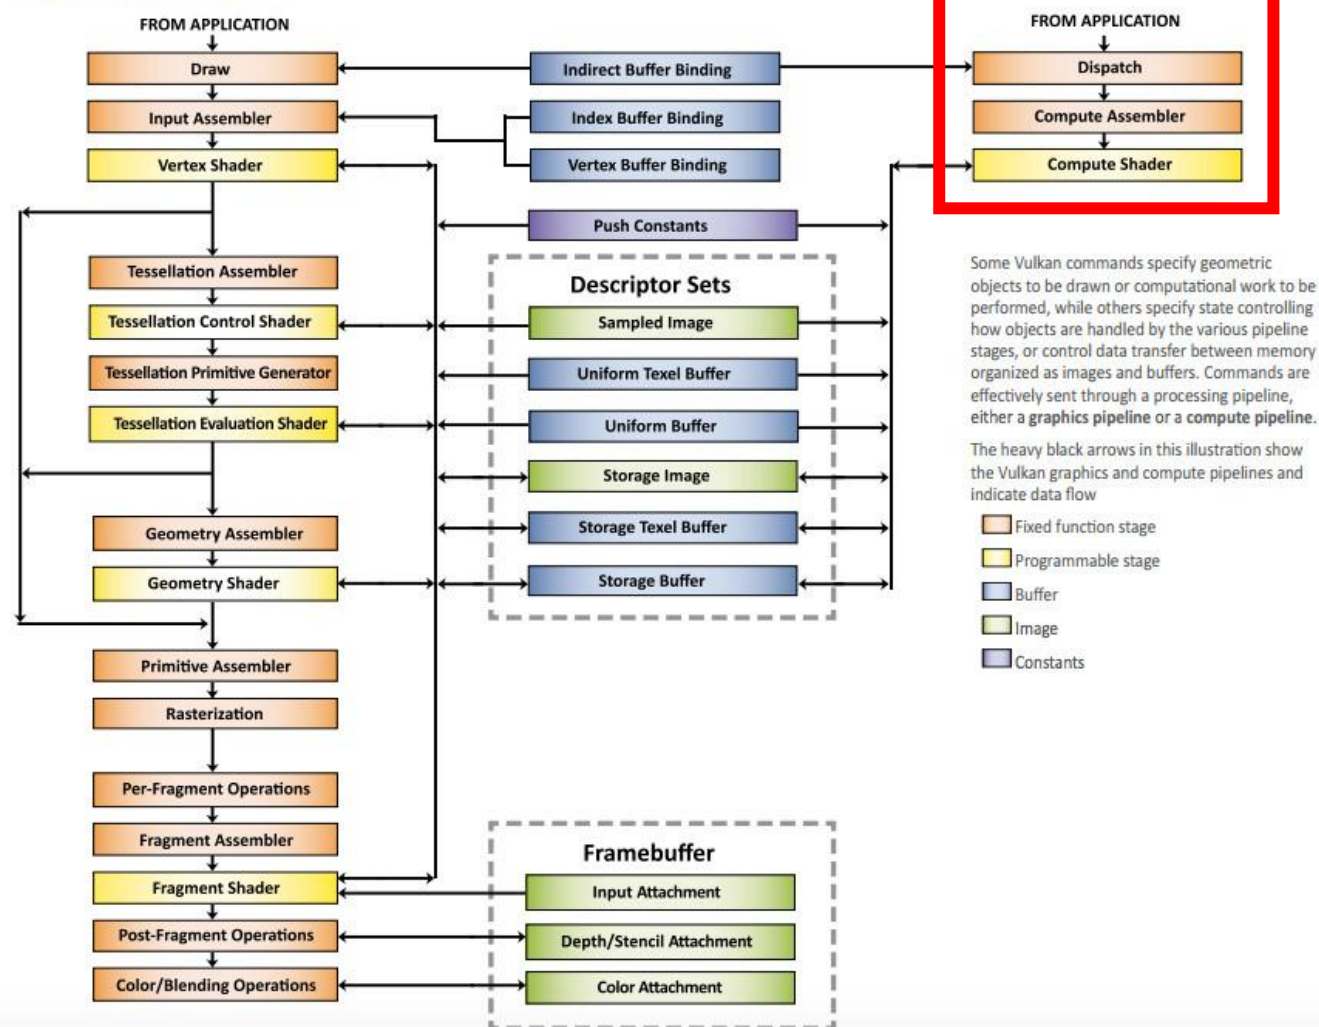 FROM APPLICATION
Draw
Input Assembler
Vertex Shader
Tessellation Assembler
Tessellation Control Shader
Tessellation Primitive Generator
Tessellation Evaluation Shader
Geometry Assembler
Geometry Shader
Primitive Assembler
Rasterization
Per-Fragment Operations
Fragment Assembler
Fragment Shader
Post-Fragment Operations
Color/Blending Operations
Indirect Buffer Binding
Index Buffer Binding
Vertex Buffer Binding
Push Constants
Descriptor Sets
Sampled Image
Uniform Texel Buffer
Uniform Buffer
Storage Image
Storage Texel Buffer
Storage Buffer
Framebuffer
Input Attachment
Depth/Stencil Attachment
Color Attachment
FROM APPLICATION
Dispatch
Compute Assembler
Compute Shader
Some Vulkan commands specify geometric
objects to be drawn or computational work to be
performed, while others specify state controlling
how objects are handled by the various pipeline
stages, or control data transfer between memory
organized as images and buffers. Commands are
effectively sent through a processing pipeline,
either a graphics pipeline or a compute pipeline.
The heavy black arrows in this illustration show
the Vulkan graphics and compute pipelines and
indicate data flow
Fixed function stage
Programmable stage
Buffer
Image
Constants